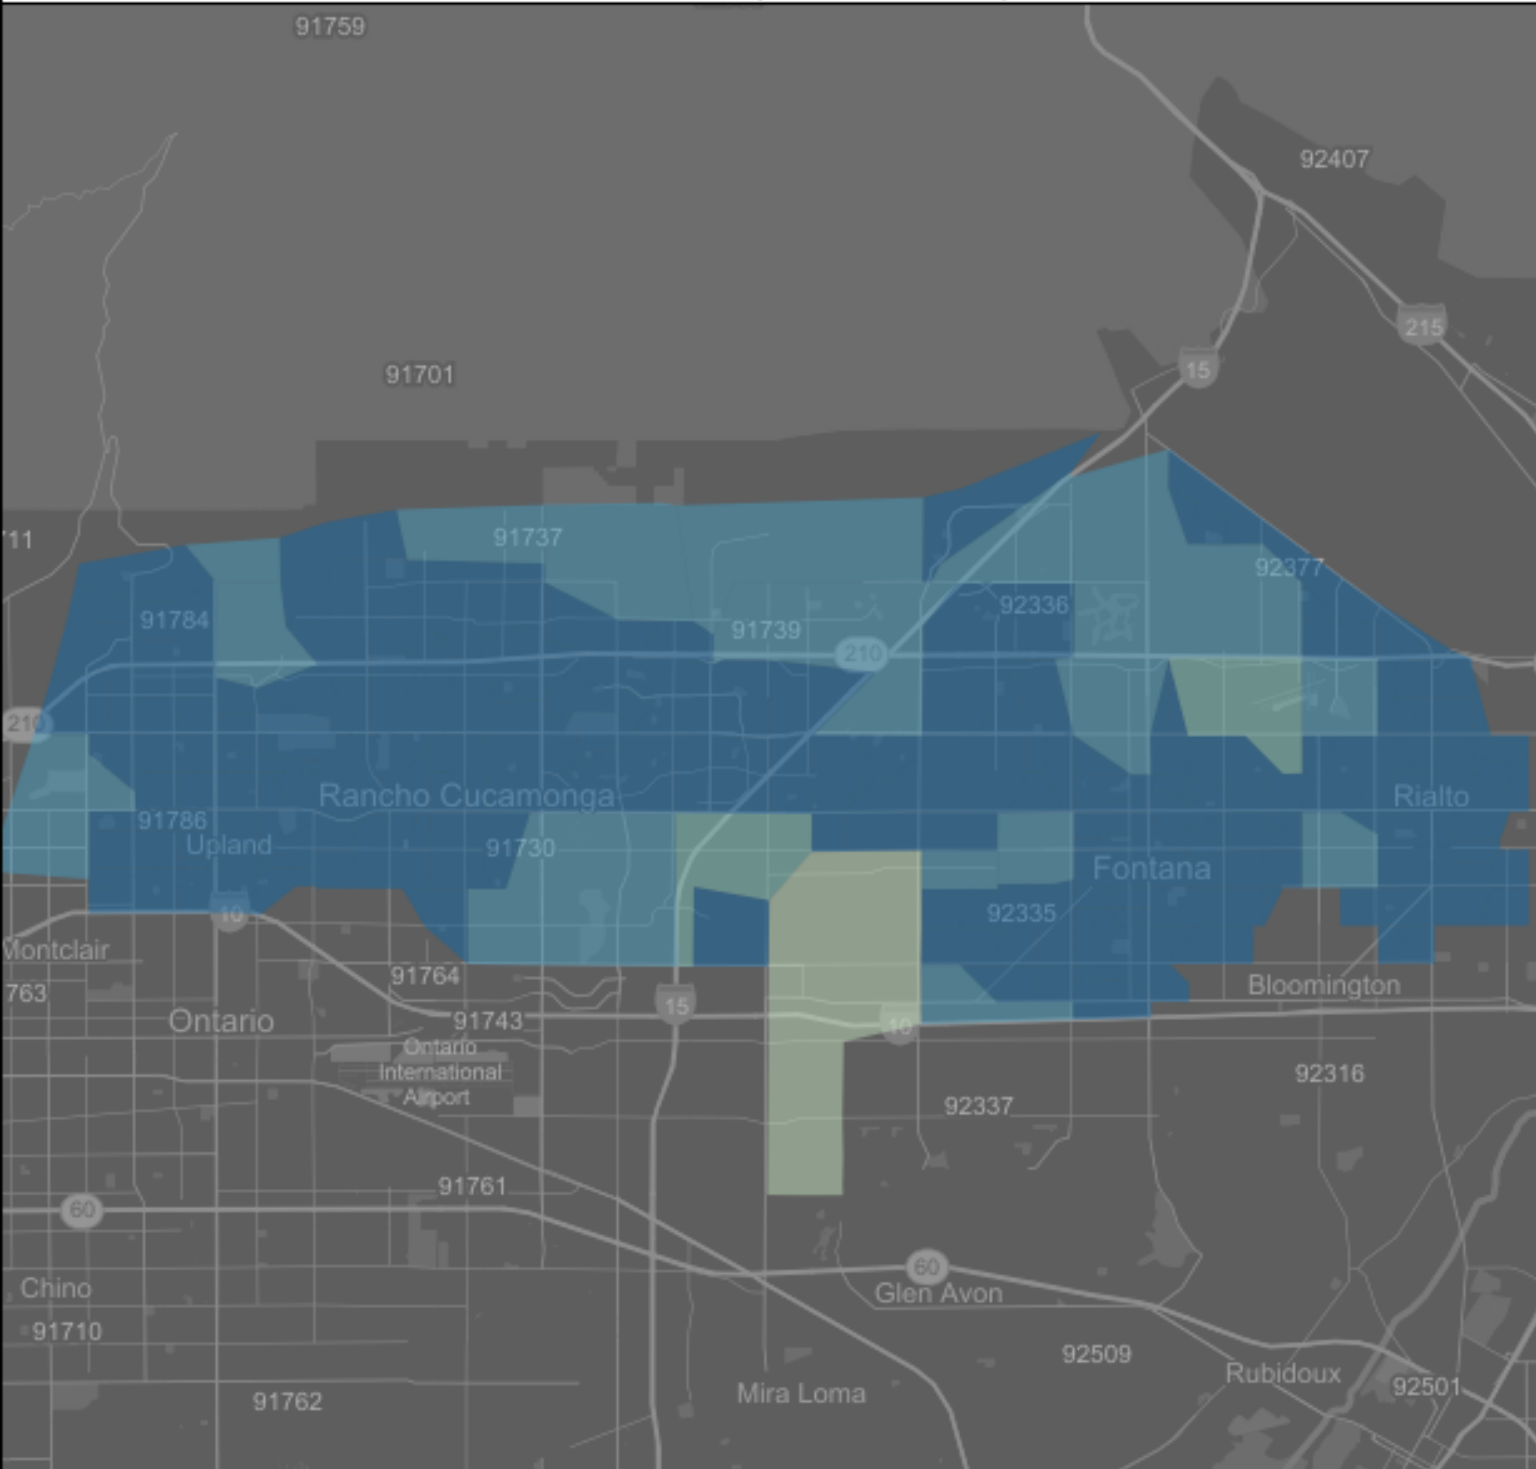 91759
92407
215
15
91701
'11
91737
92377
92336
91784
91739
210
210
Rancho Cucamonga
Rialto
91786
Upland
91730
Fontana
10
92335
Montclair
91764
763
Bloomington
15
Ontario
91743
10
Ontario
International
Airport
92316
92337
91761
60
60
Chino
Glen Avon
91710
92509
Rubidoux
92501
Mira Loma
91762